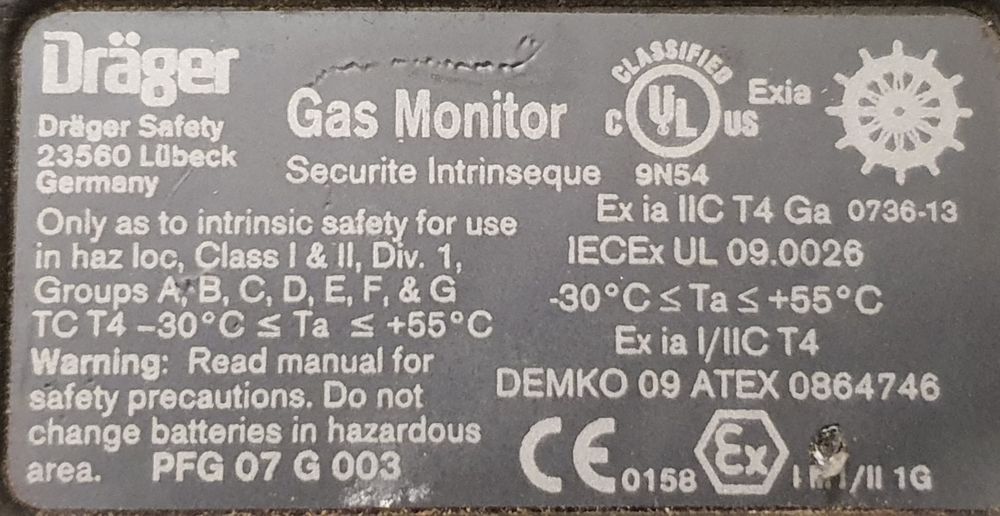 Dräger
Dräger Safety
23560 Lübeck
Germany
Gas Monitor
Securite Intrinseque
CLASSIFIED
C UL US
9N54
Exia
Only as to intrinsic safety for use
in haz loc, Class I & II, Div. 1,
Groups A, B, C, D, E, F, & G
TC T4 –30°C ≤ Ta ≤ +55°C
Warning: Read manual for
safety precautions. Do not
change batteries in hazardous
area. PFG 07 G 003
Ex ia IIC T4 Ga 0736-13
IECEx UL 09.0026
-30°C ≤ Ta ≤ +55°C
Ex ia I/IIC T4
DEMKO 09 ATEX 0864746
CE 0158 Ex I /II 1G